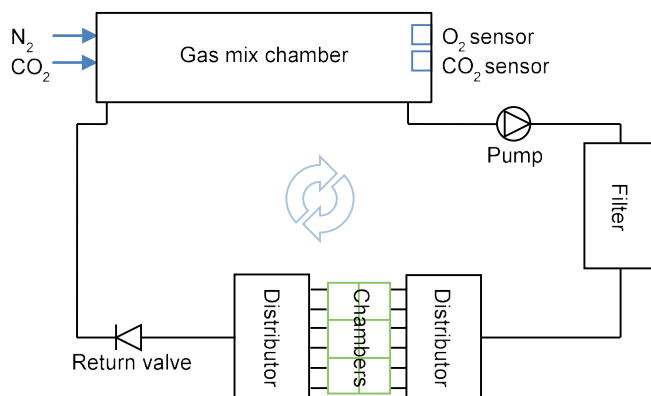 N₂
CO₂
Gas mix chamber
O₂ sensor
CO₂ sensor
Pump
Filter
Distributor
Chambers
Distributor
Return valve